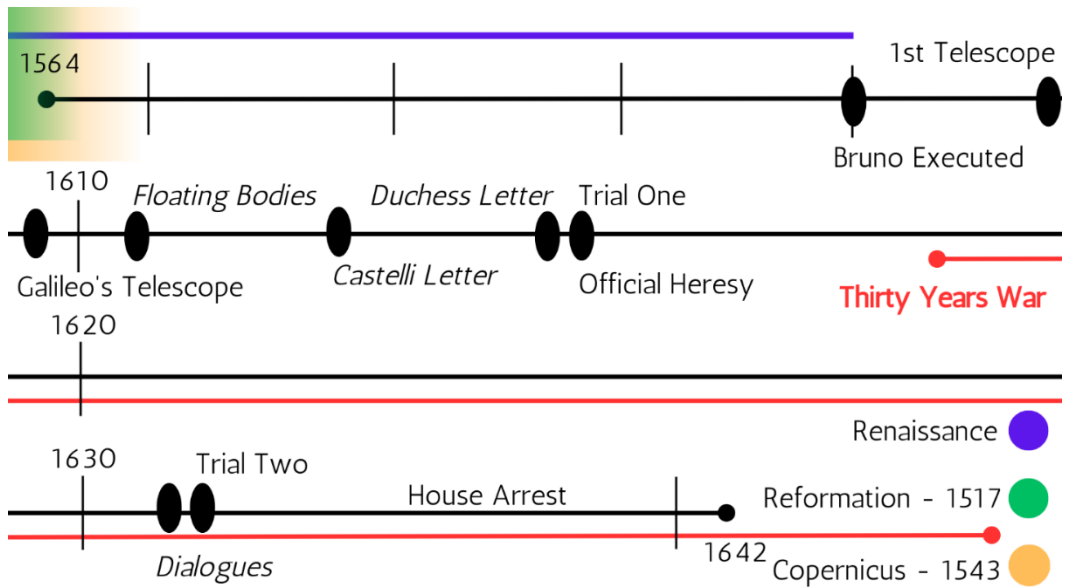 1564
1st Telescope
Bruno Executed
1610
Floating Bodies
Duchess Letter
Trial One
Galileo's Telescope
Castelli Letter
Official Heresy
Thirty Years War
1620
Renaissance
1630
Trial Two
House Arrest
Reformation - 1517
1642
Dialogues
Copernicus - 1543